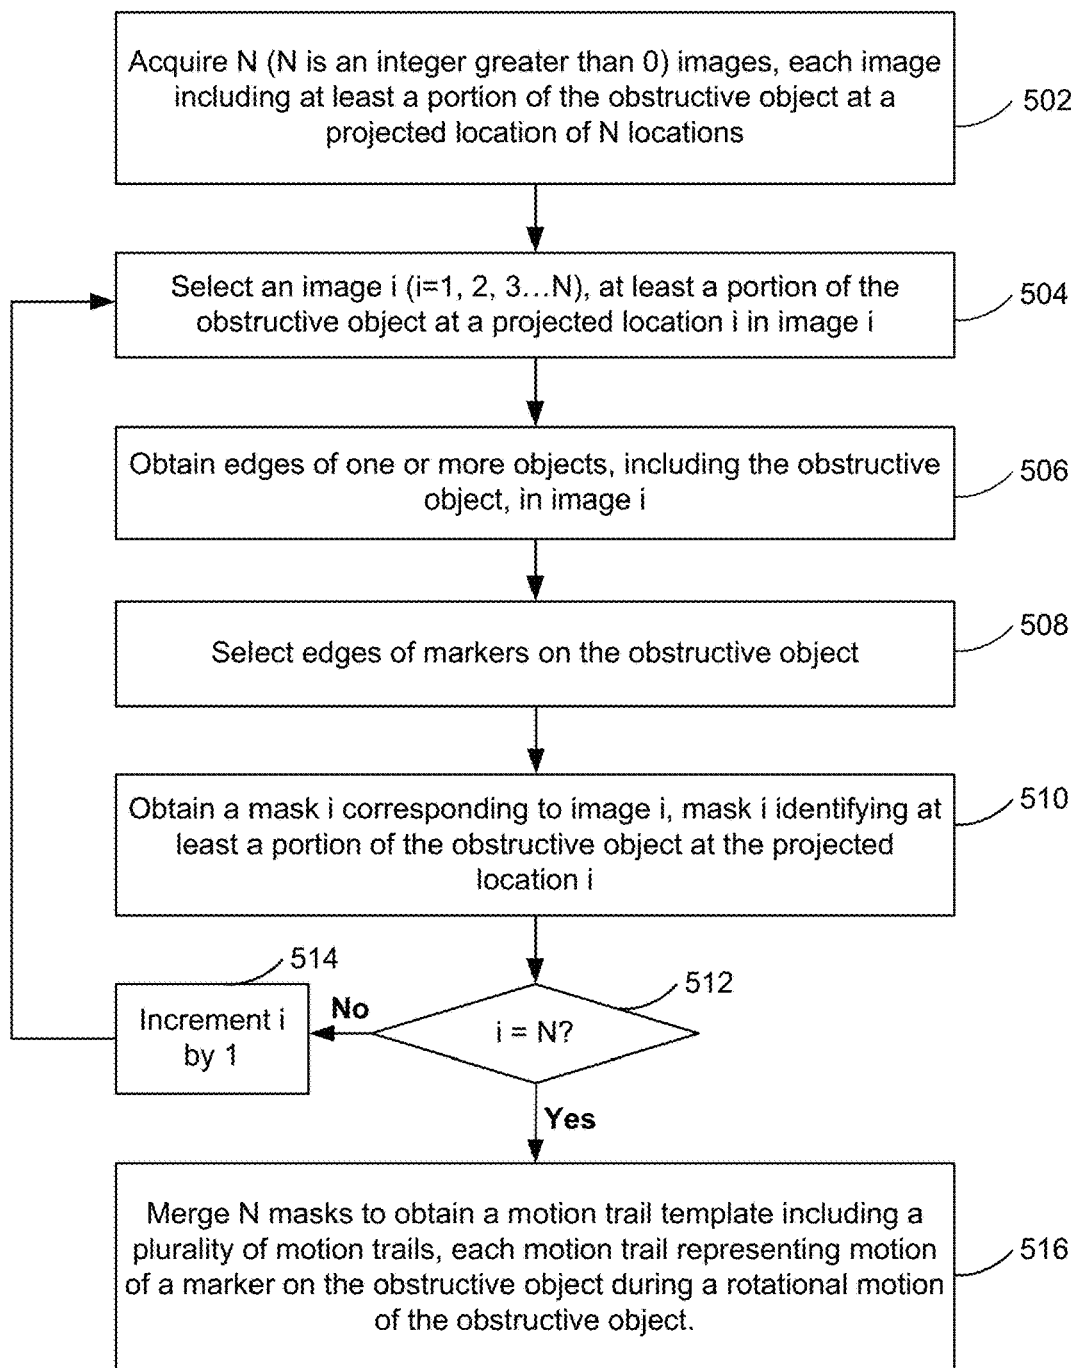 Acquire N (N is an integer greater than 0) images, each image
including at least a portion of the obstructive object at a
projected location of N locations
502
Select an image i (i=1, 2, 3...N), at least a portion of the
obstructive object at a projected location i in image i
504
Obtain edges of one or more objects, including the obstructive
object, in image i
506
Select edges of markers on the obstructive object
508
Obtain a mask i corresponding to image i, mask i identifying at
least a portion of the obstructive object at the projected
location i
510
514
Increment i
by 1
No
512
i = N?
Yes
Merge N masks to obtain a motion trail template including a
plurality of motion trails, each motion trail representing motion
of a marker on the obstructive object during a rotational motion
of the obstructive object.
516